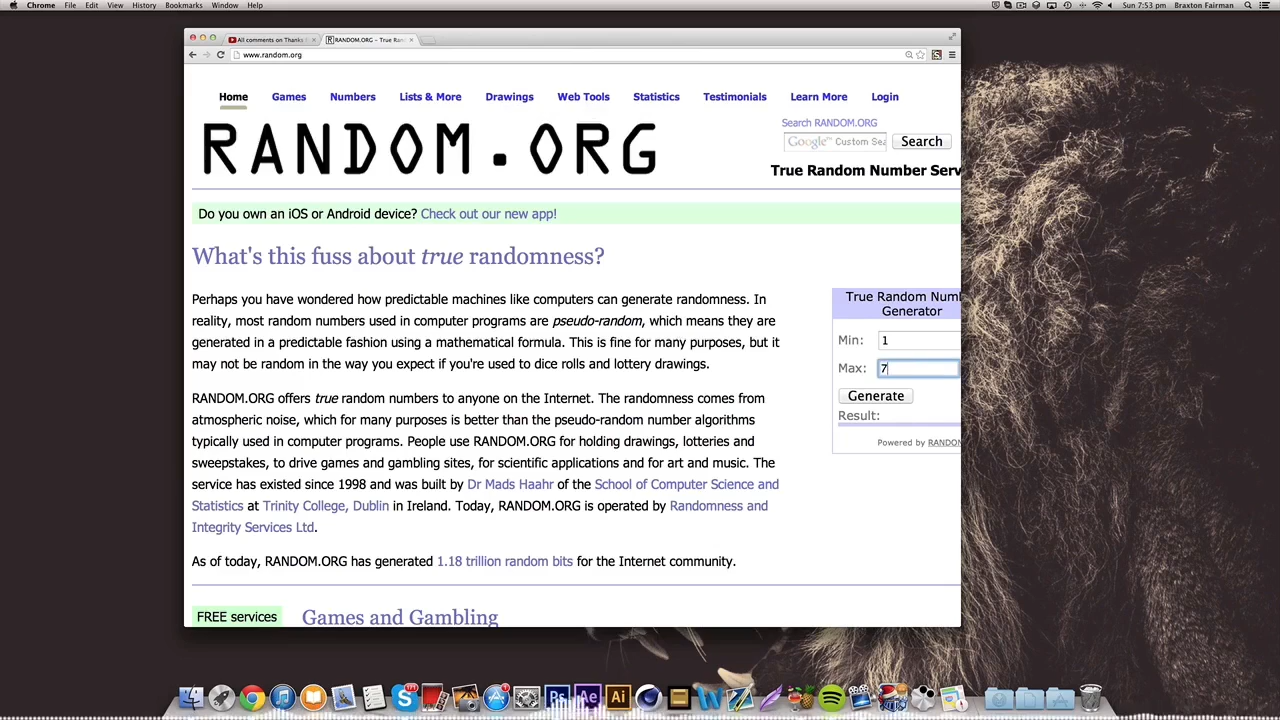 Chrome File Edit View History Bookmarks Window Help
Sun 7:53 pm Braxton Fairman
All comments on Thanks
RANDOM.ORG - True Ran
www.random.org
Home Games Numbers Lists & More Drawings Web Tools Statistics Testimonials Learn More Login
Search RANDOM.ORG
RANDOM.ORG
Google™ Custom Sea Search
True Random Number Serv
Do you own an iOS or Android device? Check out our new app!
What's this fuss about true randomness?
Perhaps you have wondered how predictable machines like computers can generate randomness. In
reality, most random numbers used in computer programs are pseudo-random, which means they are
generated in a predictable fashion using a mathematical formula. This is fine for many purposes, but it
may not be random in the way you expect if you're used to dice rolls and lottery drawings.
RANDOM.ORG offers true random numbers to anyone on the Internet. The randomness comes from
atmospheric noise, which for many purposes is better than the pseudo-random number algorithms
typically used in computer programs. People use RANDOM.ORG for holding drawings, lotteries and
sweepstakes, to drive games and gambling sites, for scientific applications and for art and music. The
service has existed since 1998 and was built by Dr Mads Haahr of the School of Computer Science and
Statistics at Trinity College, Dublin in Ireland. Today, RANDOM.ORG is operated by Randomness and
Integrity Services Ltd.
As of today, RANDOM.ORG has generated 1.18 trillion random bits for the Internet community.
True Random Num
Generator
Min: 1
Max: 7
Generate
Result:
Powered by RANDO
FREE services
Games and Gambling
Ps Ae Ai